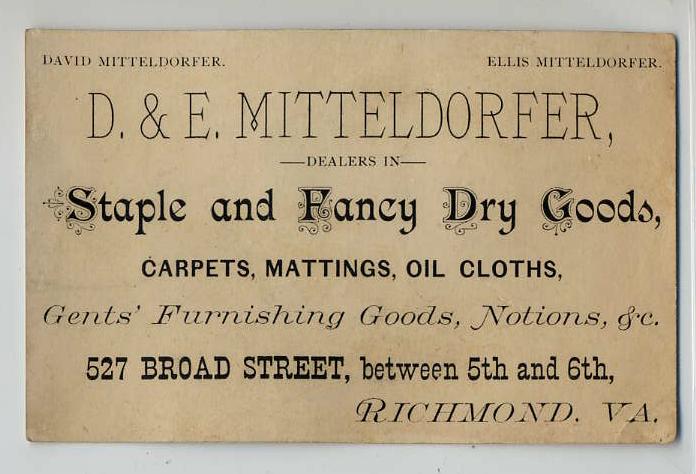 DAVID MITTELDORFER. ELLIS MITTELDORFER.
D. & E. MITTELDORFER,
—DEALERS IN—
Staple and Fancy Dry Goods,
CARPETS, MATTINGS, OIL CLOTHS,
Gents' Furnishing Goods, Notions, &c.
527 BROAD STREET, between 5th and 6th,
RICHMOND. VA.